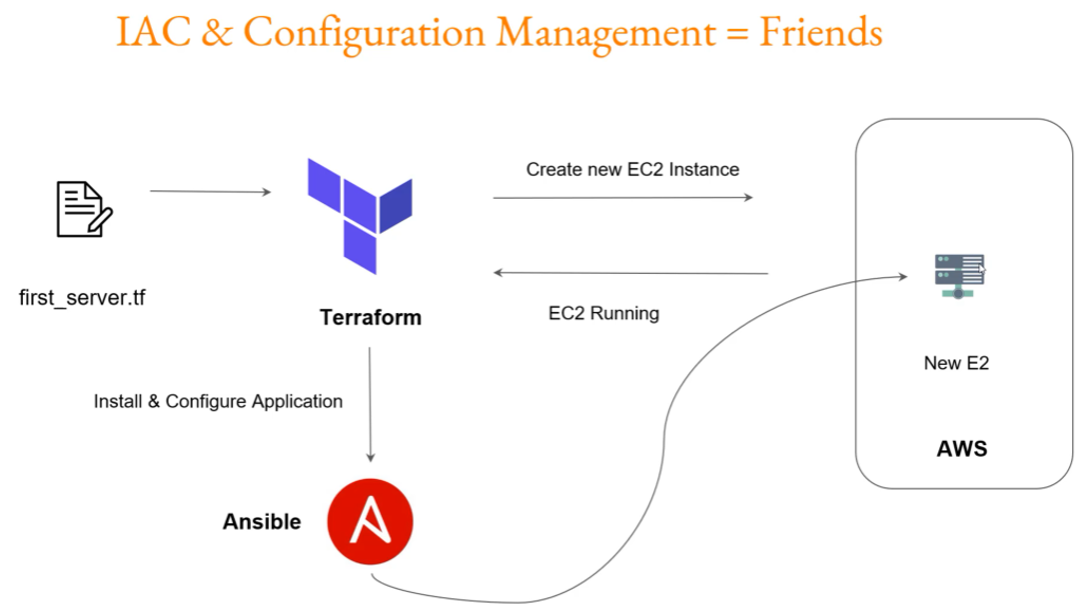 IAC & Configuration Management = Friends
Create new EC2 Instance
first_server.tf
Terraform
EC2 Running
New E2
Install & Configure Application
AWS
Ansible